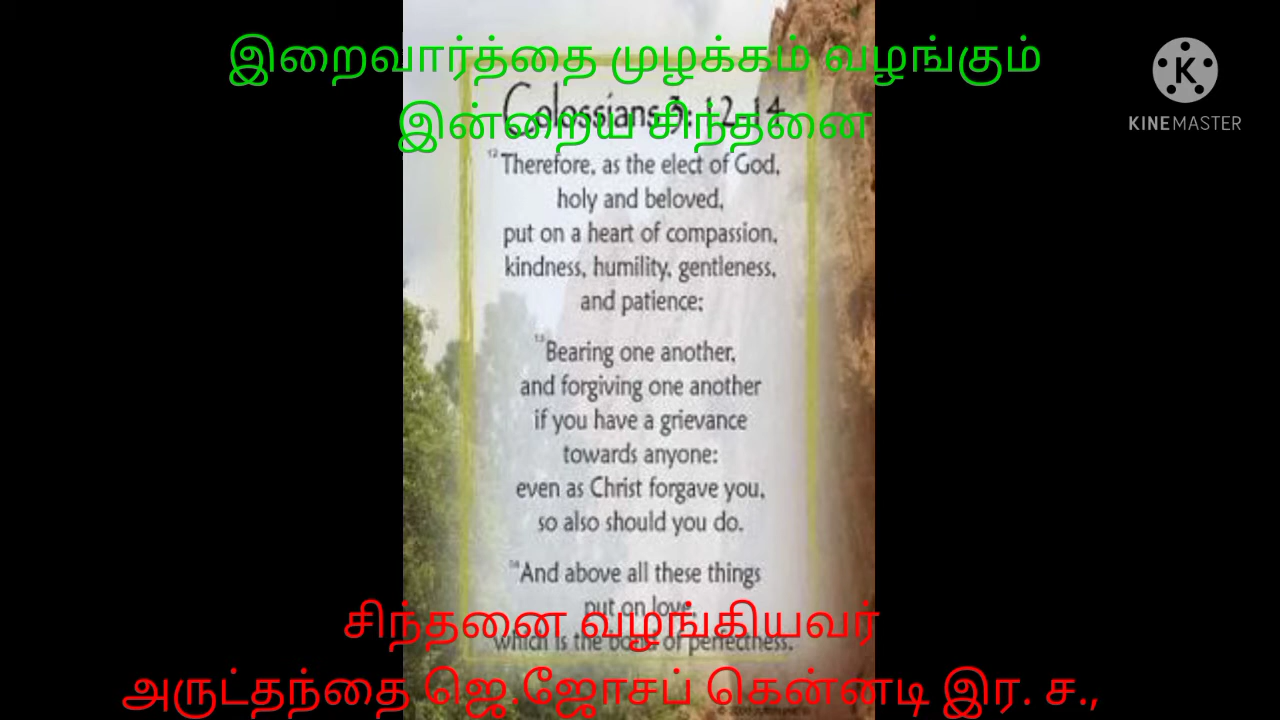 இறைவார்த்தை முழக்கம் வழங்கும்
Colossians 3: 12-14
இன்றைய சிந்தனை
K
KINEMASTER
12 Therefore, as the elect of God,
holy and beloved,
put on a heart of compassion,
kindness, humility, gentleness,
and patience;
13 Bearing one another,
and forgiving one another
if you have a grievance
towards anyone:
even as Christ forgave you,
so also should you do.
14 And above all these things
put on love,
சிந்தனை வழங்கியவர்
which is the bond of perfectness.
அருட்தந்தை ஜெ.ஜோசப் கென்னடி இர. ச.,